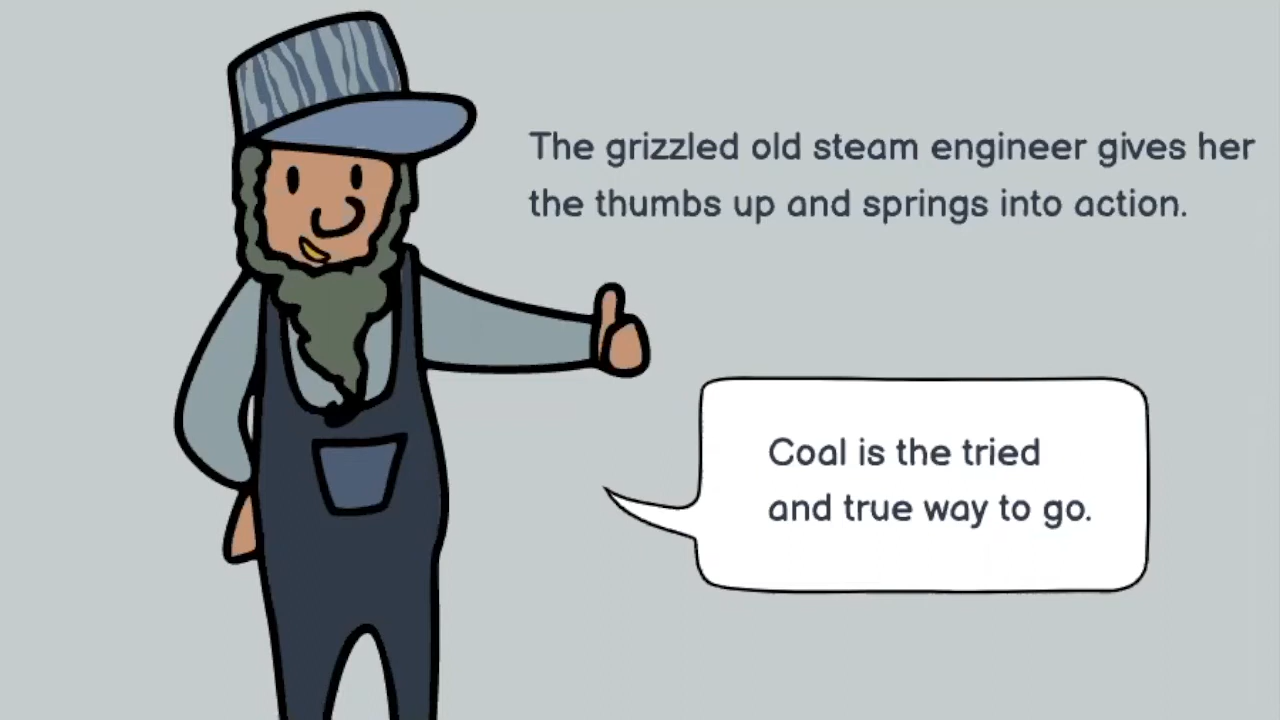 The grizzled old steam engineer gives her
the thumbs up and springs into action.
Coal is the tried
and true way to go.